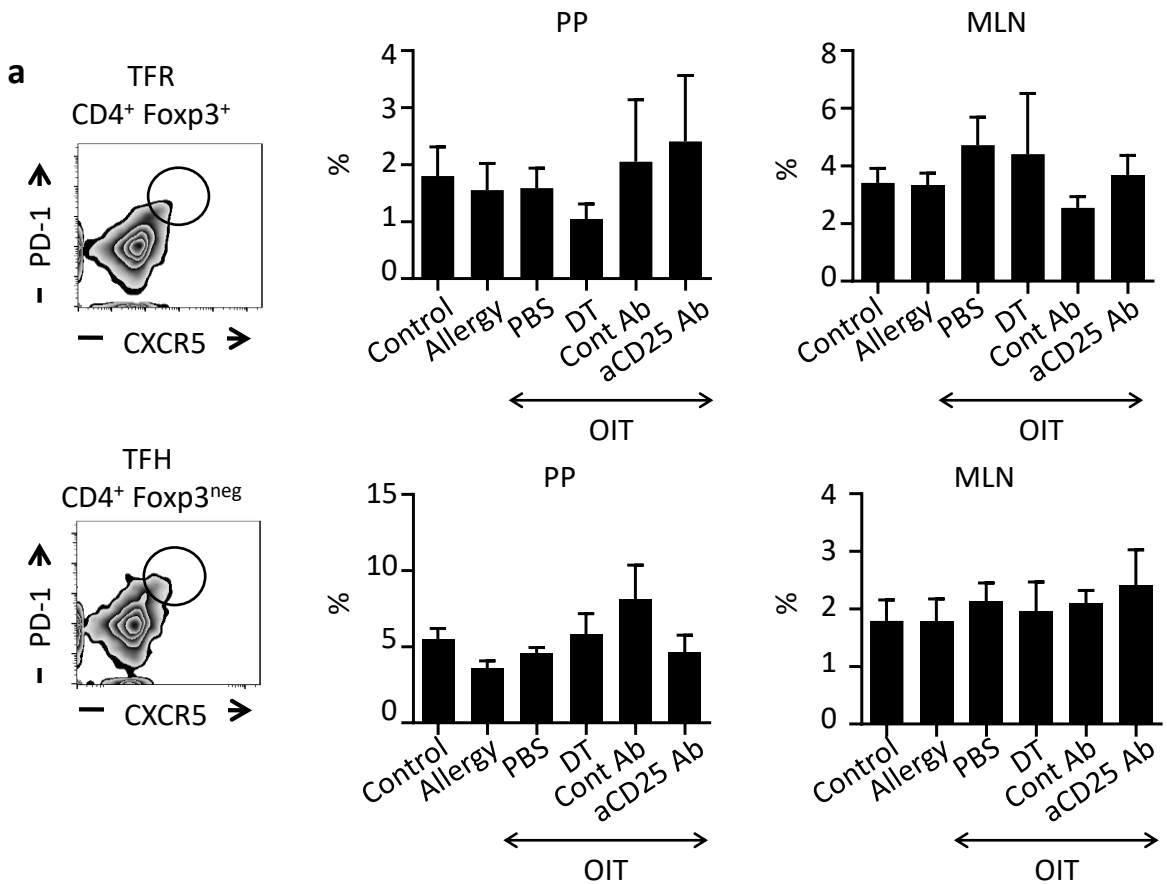 a
TFR
CD4+ Foxp3+
PD-1
CXCR5
PP
%
4
3
2
1
0
Control
Allergy
PBS
DT
Cont Ab
aCD25 Ab
OIT
MLN
%
8
6
4
2
0
Control
Allergy
PBS
DT
Cont Ab
aCD25 Ab
OIT
TFH
CD4+ Foxp3neg
PD-1
CXCR5
PP
%
15
10
5
0
Control
Allergy
PBS
DT
Cont Ab
aCD25 Ab
OIT
MLN
%
4
3
2
1
0
Control
Allergy
PBS
DT
Cont Ab
aCD25 Ab
OIT